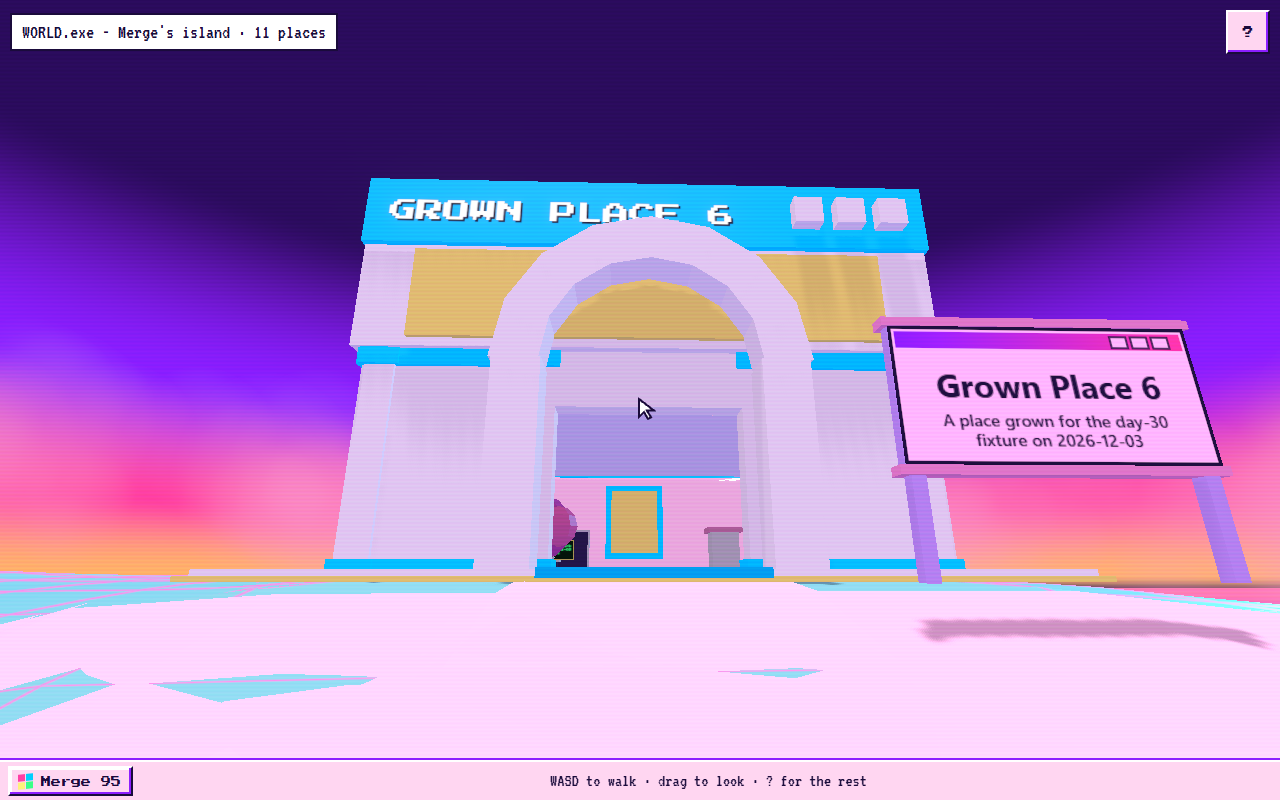 WORLD.exe - Merge's island · 11 places
?
GROWN PLACE 6
Grown Place 6
A place grown for the day-30
fixture on 2026-12-03
Merge 95
WASD to walk · drag to look · ? for the rest